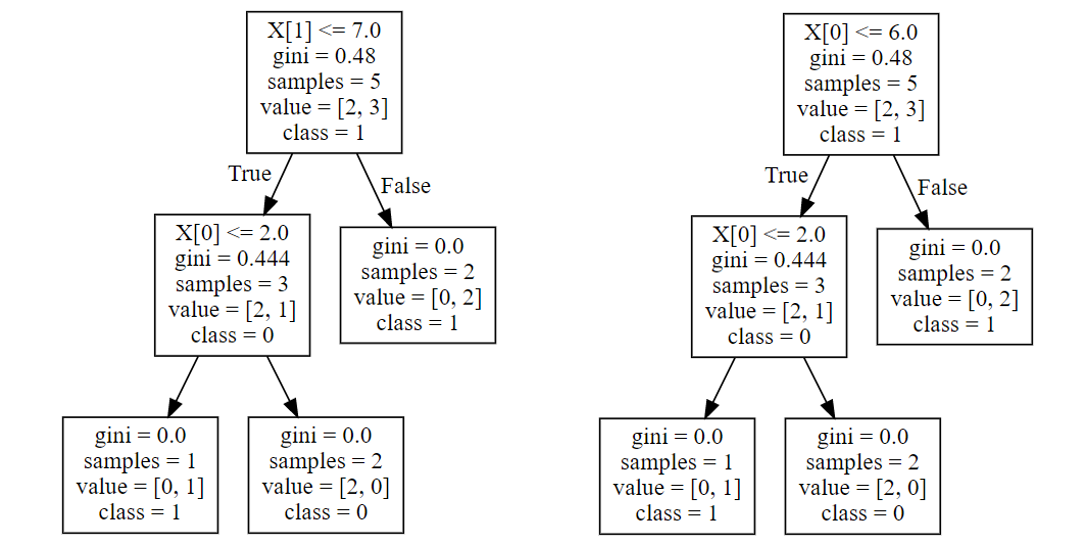 X[1] <= 7.0
gini = 0.48
samples = 5
value = [2, 3]
class = 1
True
False
X[0] <= 2.0
gini = 0.444
samples = 3
value = [2, 1]
class = 0
gini = 0.0
samples = 2
value = [0, 2]
class = 1
gini = 0.0
samples = 1
value = [0, 1]
class = 1
gini = 0.0
samples = 2
value = [2, 0]
class = 0
X[0] <= 6.0
gini = 0.48
samples = 5
value = [2, 3]
class = 1
True
False
X[0] <= 2.0
gini = 0.444
samples = 3
value = [2, 1]
class = 0
gini = 0.0
samples = 2
value = [0, 2]
class = 1
gini = 0.0
samples = 1
value = [0, 1]
class = 1
gini = 0.0
samples = 2
value = [2, 0]
class = 0